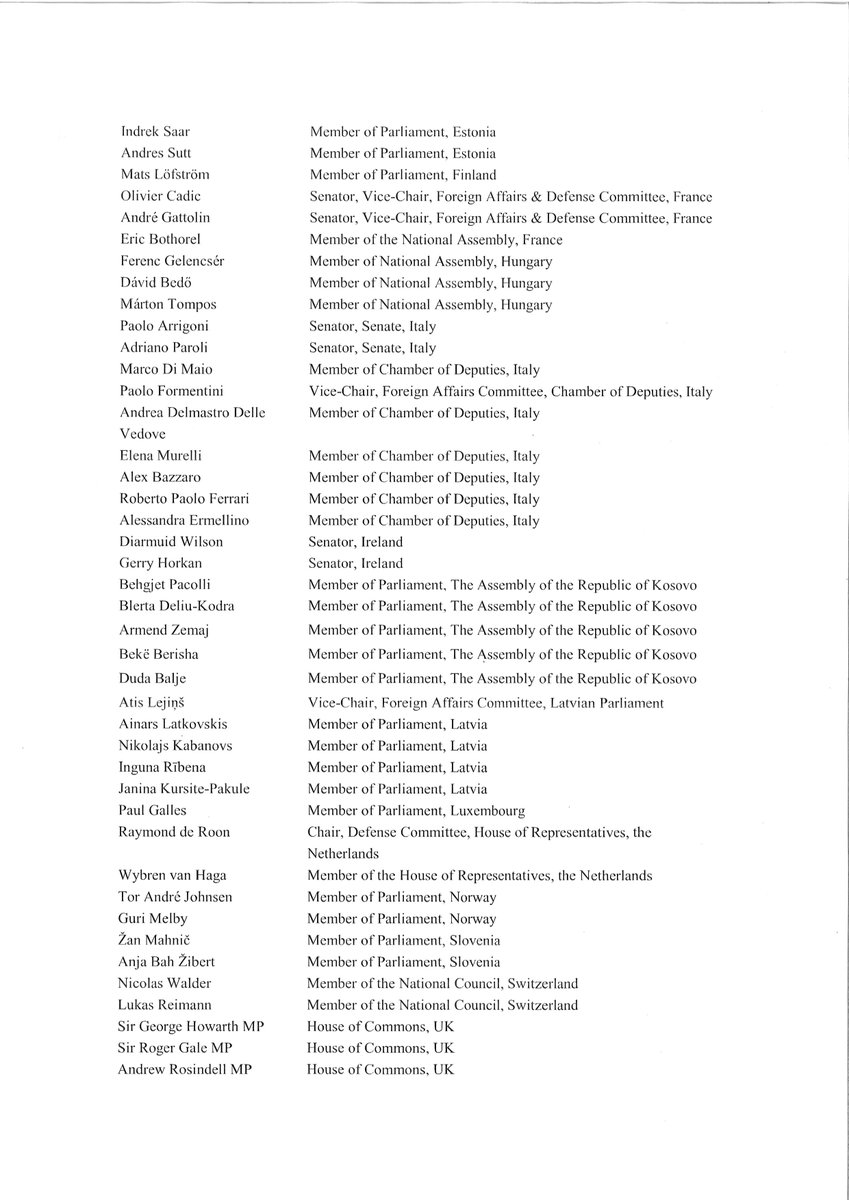 Indrek Saar Member of Parliament, Estonia
Andres Sutt Member of Parliament, Estonia
Mats Löfström Member of Parliament, Finland
Olivier Cadic Senator, Vice-Chair, Foreign Affairs & Defense Committee, France
André Gattolin Senator, Vice-Chair, Foreign Affairs & Defense Committee, France
Eric Bothorel Member of the National Assembly, France
Ferenc Gelencsér Member of National Assembly, Hungary
Dávid Bedő Member of National Assembly, Hungary
Márton Tompos Member of National Assembly, Hungary
Paolo Arrigoni Senator, Senate, Italy
Adriano Paroli Senator, Senate, Italy
Marco Di Maio Member of Chamber of Deputies, Italy
Paolo Formentini Vice-Chair, Foreign Affairs Committee, Chamber of Deputies, Italy
Andrea Delmastro Delle Member of Chamber of Deputies, Italy
Vedove
Elena Murelli Member of Chamber of Deputies, Italy
Alex Bazzaro Member of Chamber of Deputies, Italy
Roberto Paolo Ferrari Member of Chamber of Deputies, Italy
Alessandra Ermellino Member of Chamber of Deputies, Italy
Diarmuid Wilson Senator, Ireland
Gerry Horkan Senator, Ireland
Behgjet Pacolli Member of Parliament, The Assembly of the Republic of Kosovo
Blerta Deliu-Kodra Member of Parliament, The Assembly of the Republic of Kosovo
Armend Zemaj Member of Parliament, The Assembly of the Republic of Kosovo
Bekë Berisha Member of Parliament, The Assembly of the Republic of Kosovo
Duda Balje Member of Parliament, The Assembly of the Republic of Kosovo
Atis Lejiņš Vice-Chair, Foreign Affairs Committee, Latvian Parliament
Ainars Latkovskis Member of Parliament, Latvia
Nikolajs Kabanovs Member of Parliament, Latvia
Inguna Rībena Member of Parliament, Latvia
Janina Kursite-Pakule Member of Parliament, Latvia
Paul Galles Member of Parliament, Luxembourg
Raymond de Roon Chair, Defense Committee, House of Representatives, the
Netherlands
Wybren van Haga Member of the House of Representatives, the Netherlands
Tor André Johnsen Member of Parliament, Norway
Guri Melby Member of Parliament, Norway
Žan Mahnič Member of Parliament, Slovenia
Anja Bah Žibert Member of Parliament, Slovenia
Nicolas Walder Member of the National Council, Switzerland
Lukas Reimann Member of the National Council, Switzerland
Sir George Howarth MP House of Commons, UK
Sir Roger Gale MP House of Commons, UK
Andrew Rosindell MP House of Commons, UK